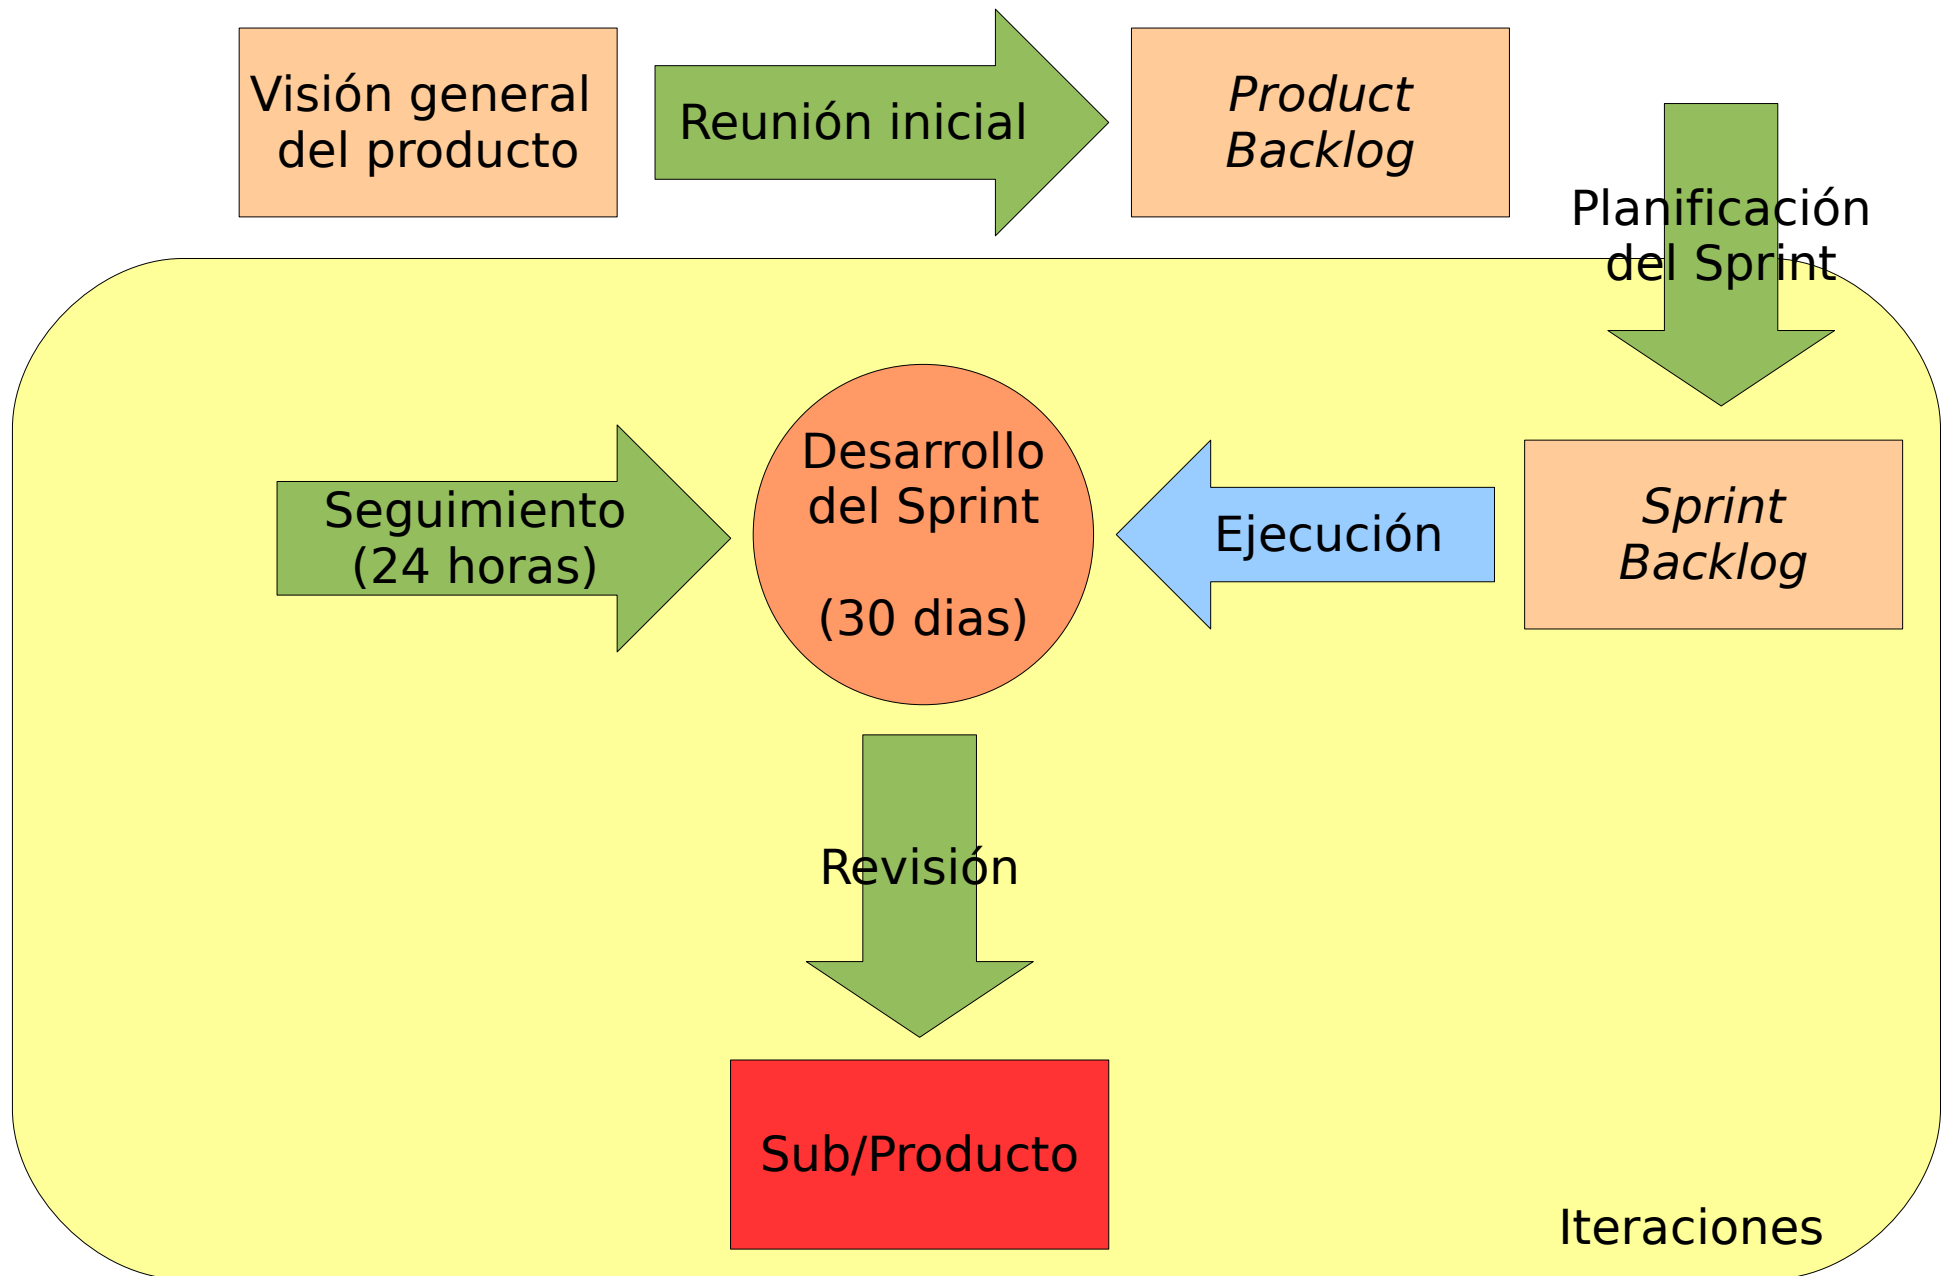 Visión general
del producto
Reunión inicial
Product
Backlog
Planificación
del Sprint
Seguimiento
(24 horas)
Desarrollo
del Sprint
(30 dias)
Ejecución
Sprint
Backlog
Revisión
Sub/Producto
Iteraciones